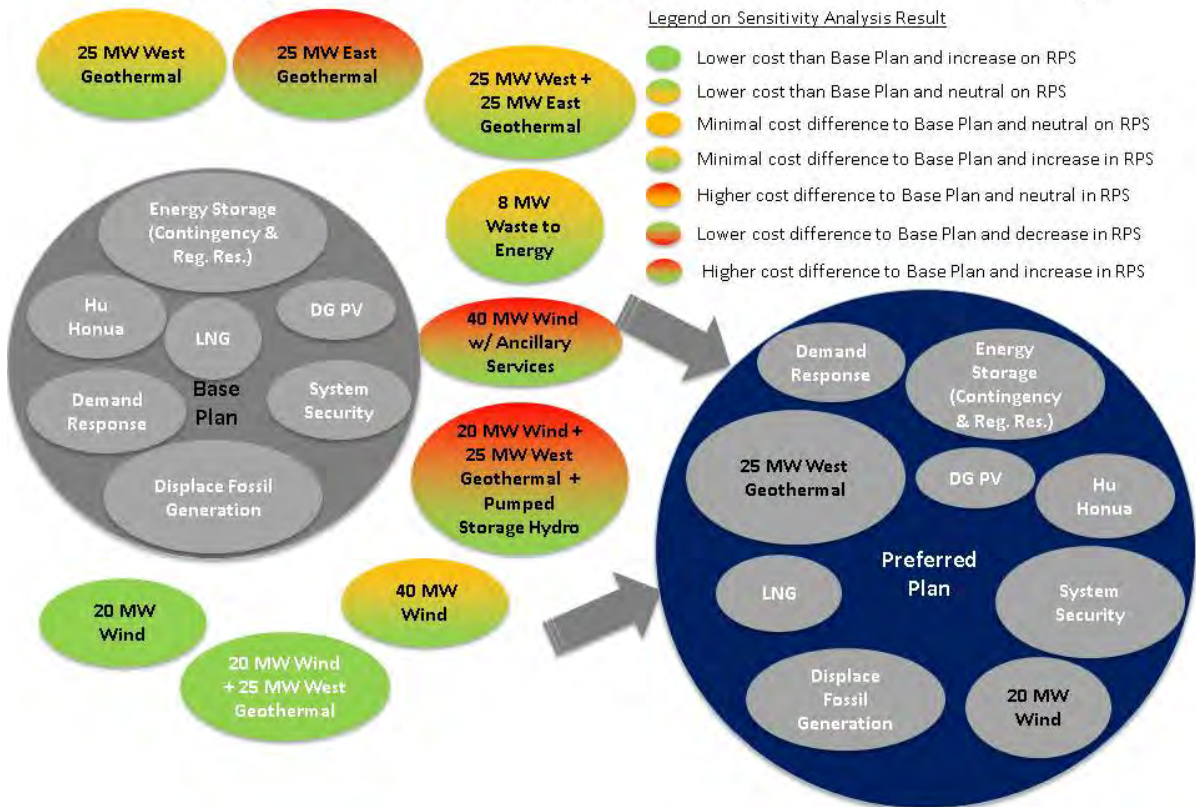 Legend on Sensitivity Analysis Result
Lower cost than Base Plan and increase on RPS
Lower cost than Base Plan and neutral on RPS
Minimal cost difference to Base Plan and neutral on RPS
Minimal cost difference to Base Plan and increase in RPS
Higher cost difference to Base Plan and neutral in RPS
Lower cost difference to Base Plan and decrease in RPS
Higher cost difference to Base Plan and increase in RPS
25 MW West
Geothermal
25 MW East
Geothermal
25 MW West +
25 MW East
Geothermal
8 MW
Waste to
Energy
40 MW Wind
w/ Ancillary
Services
20 MW Wind +
25 MW West
Geothermal +
Pumped
Storage Hydro
40 MW
Wind
20 MW
Wind
20 MW Wind
+ 25 MW West
Geothermal
Energy Storage
(Contingency &
Reg. Res.)
Hu
Honua
LNG
DG PV
Base
Plan
Demand
Response
System
Security
Displace Fossil
Generation
Demand
Response
Energy
Storage
(Contingency
& Reg. Res.)
25 MW West
Geothermal
DG PV
Hu
Honua
Preferred
Plan
LNG
System
Security
Displace
Fossil
Generation
20 MW
Wind